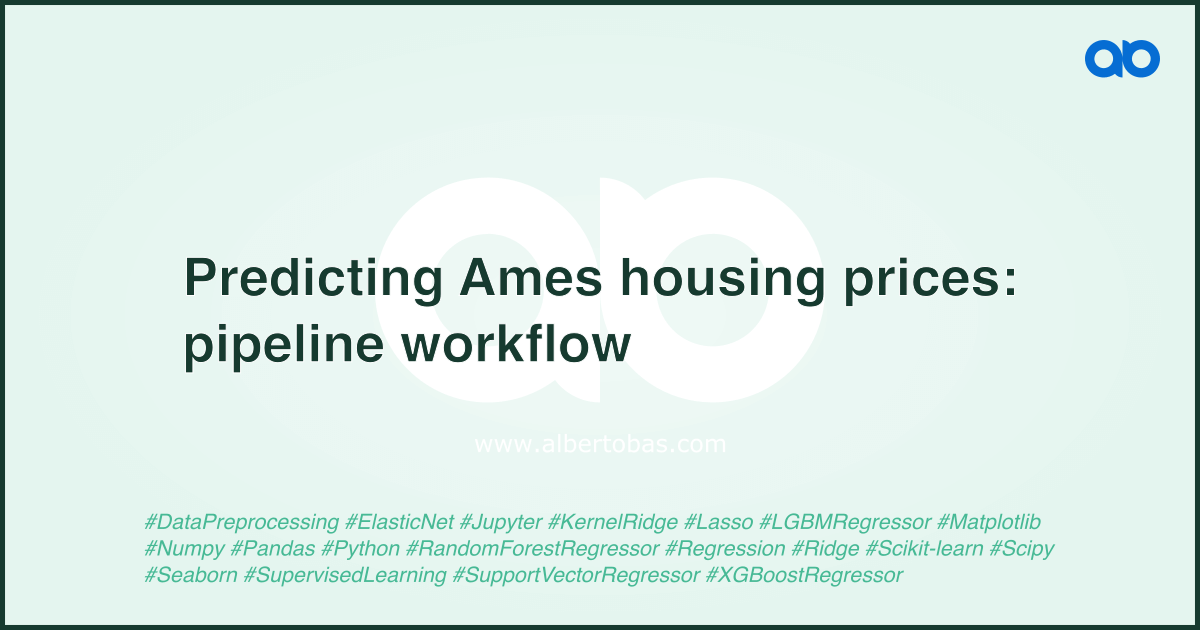 Predicting Ames housing prices:
pipeline workflow
www.albertobas.com
#DataPreprocessing #ElasticNet #Jupyter #KernelRidge #Lasso #LGBMRegressor #Matplotlib
#Numpy #Pandas #Python #RandomForestRegressor #Regression #Ridge #Scikit-learn #Scipy
#Seaborn #SupervisedLearning #SupportVectorRegressor #XGBoostRegressor